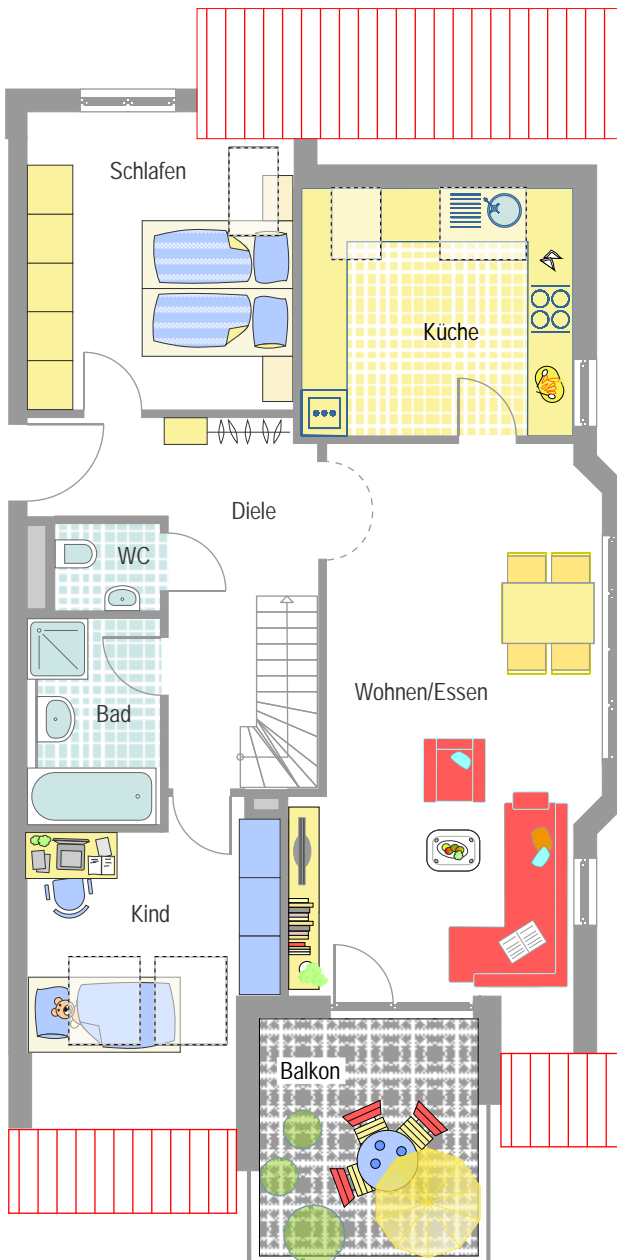 Schlafen
Küche
Diele
WC
Wohnen/Essen
Bad
Kind
Balkon